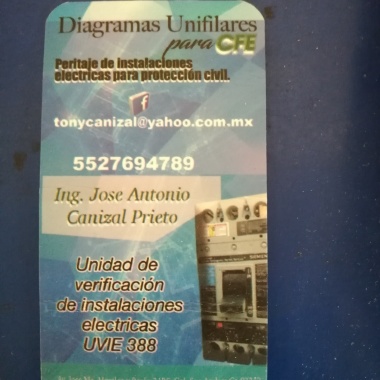 Diagramas Unifilares
para CFE
Peritaje de instalaciones
electricas para protección civil.
f
tonycanizal@yahoo.com.mx
5527694789
Ing. Jose Antonio
Canizal Prieto
Unidad de
verificación
de instalaciones
electricas
UVIE 388